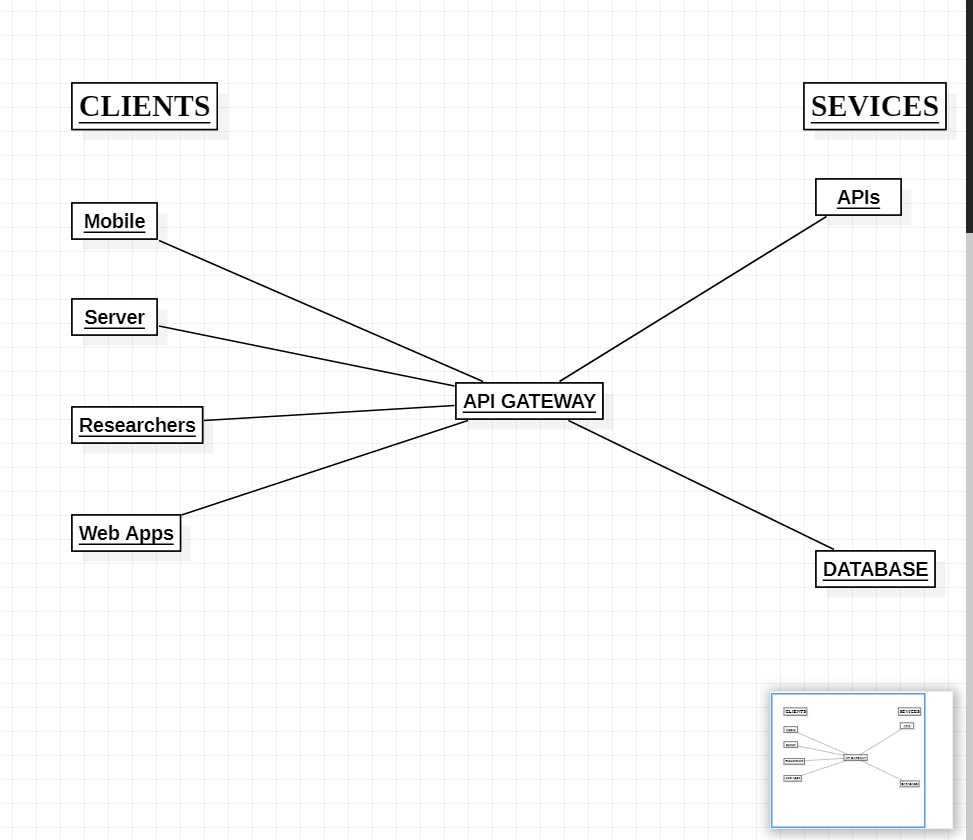 CLIENTS
SEVICES
Mobile
APIs
Server
API GATEWAY
Researchers
Web Apps
DATABASE